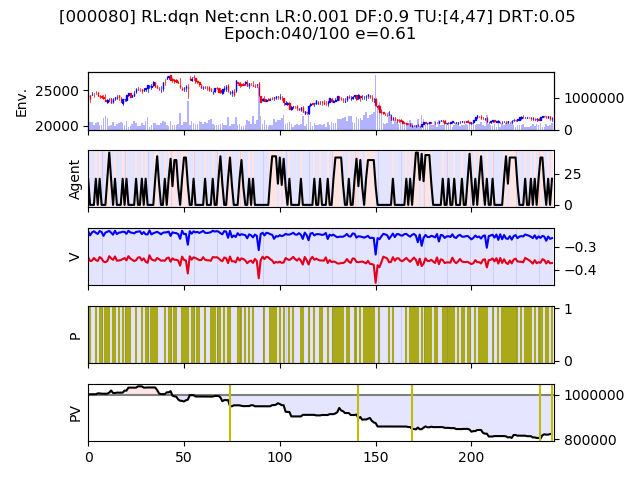 [000080] RL:dqn Net:cnn LR:0.001 DF:0.9 TU:[4,47] DRT:0.05
Epoch:040/100 e=0.61
Env.
25000
20000
1000000
0
Agent
25
0
V
−0.3
−0.4
P
1
0
PV
1000000
800000
0
50
100
150
200